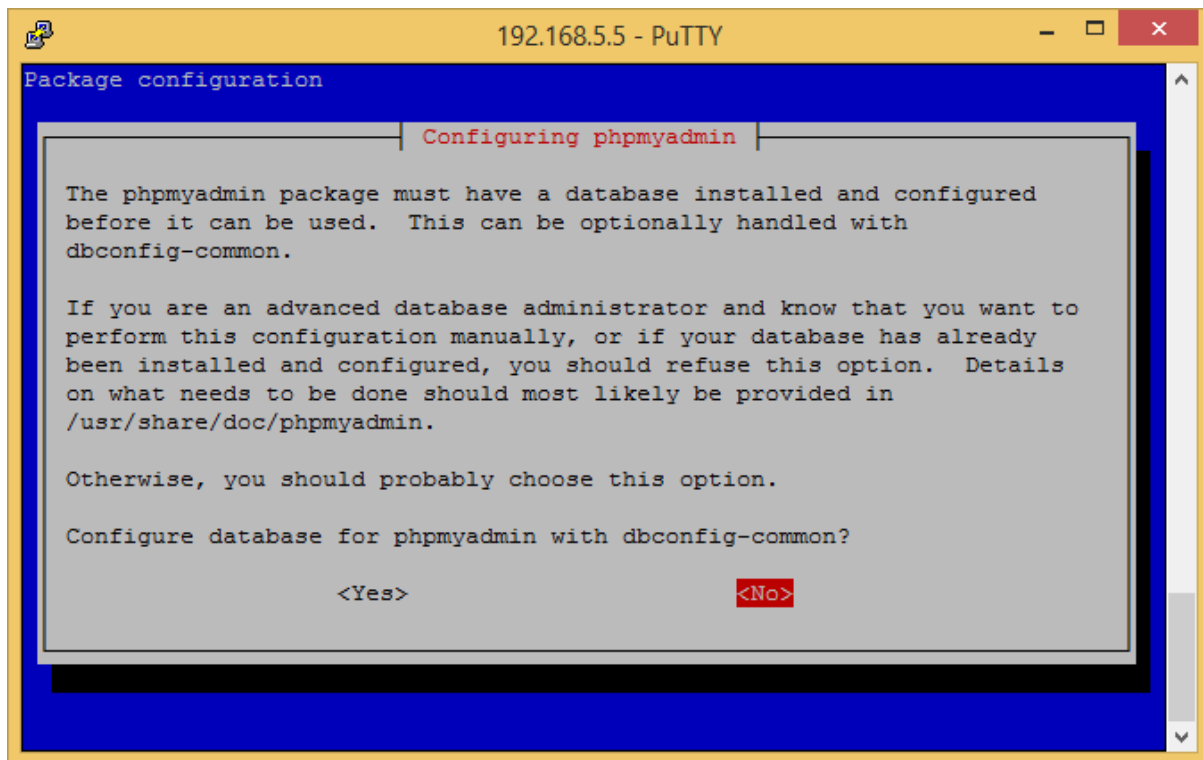 192.168.5.5 - PuTTY
Package configuration
Configuring phpmyadmin
The phpmyadmin package must have a database installed and configured
before it can be used.  This can be optionally handled with
dbconfig-common.
If you are an advanced database administrator and know that you want to
perform this configuration manually, or if your database has already
been installed and configured, you should refuse this option.  Details
on what needs to be done should most likely be provided in
/usr/share/doc/phpmyadmin.
Otherwise, you should probably choose this option.
Configure database for phpmyadmin with dbconfig-common?
<Yes> <No>